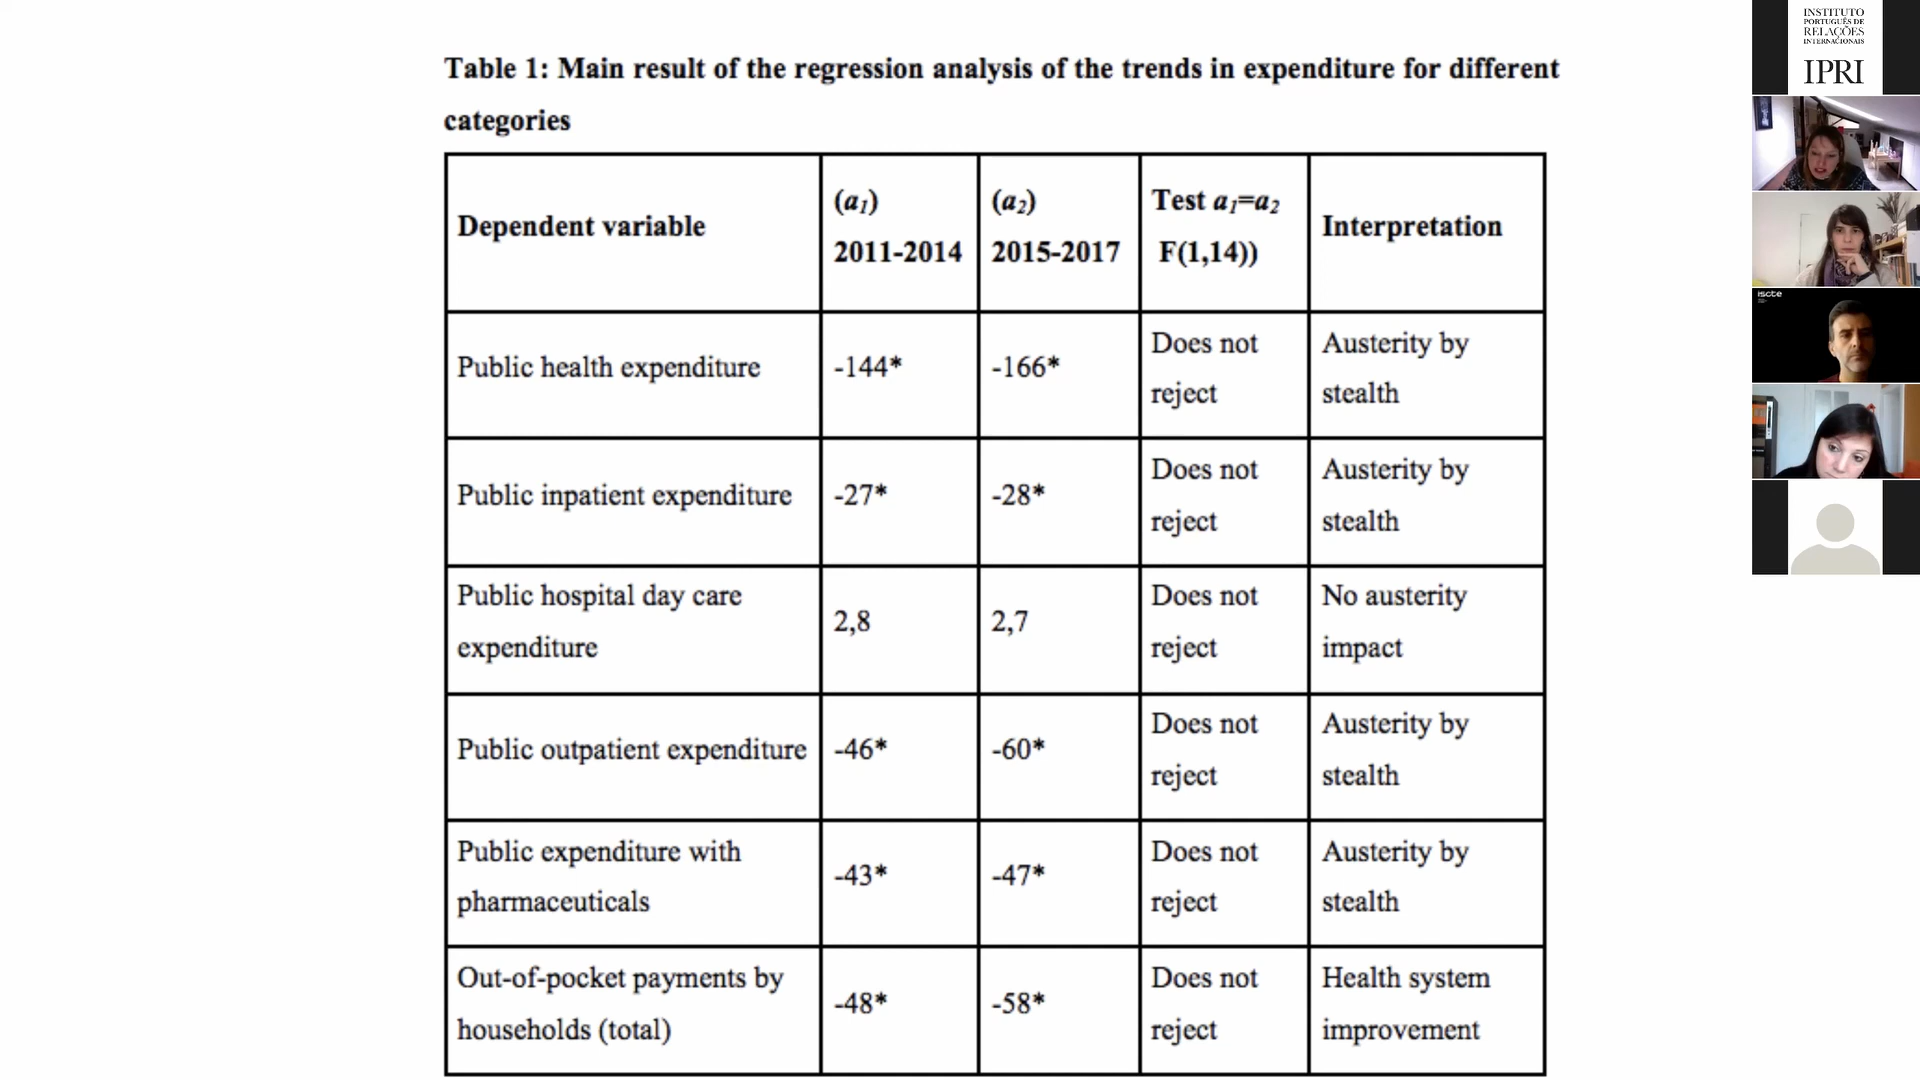 Table 1: Main result of the regression analysis of the trends in expenditure for different
categories
Dependent variable
(a1)
2011-2014
(a2)
2015-2017
Test a1=a2
F(1,14))
Interpretation
Public health expenditure
-144*
-166*
Does not
reject
Austerity by
stealth
Public inpatient expenditure
-27*
-28*
Does not
reject
Austerity by
stealth
Public hospital day care
expenditure
2,8
2,7
Does not
reject
No austerity
impact
Public outpatient expenditure
-46*
-60*
Does not
reject
Austerity by
stealth
Public expenditure with
pharmaceuticals
-43*
-47*
Does not
reject
Austerity by
stealth
Out-of-pocket payments by
households (total)
-48*
-58*
Does not
reject
Health system
improvement
INSTITUTO
PORTUGUÊS DE
RELAÇÕES
INTERNACIONAIS
IPRI
iscte